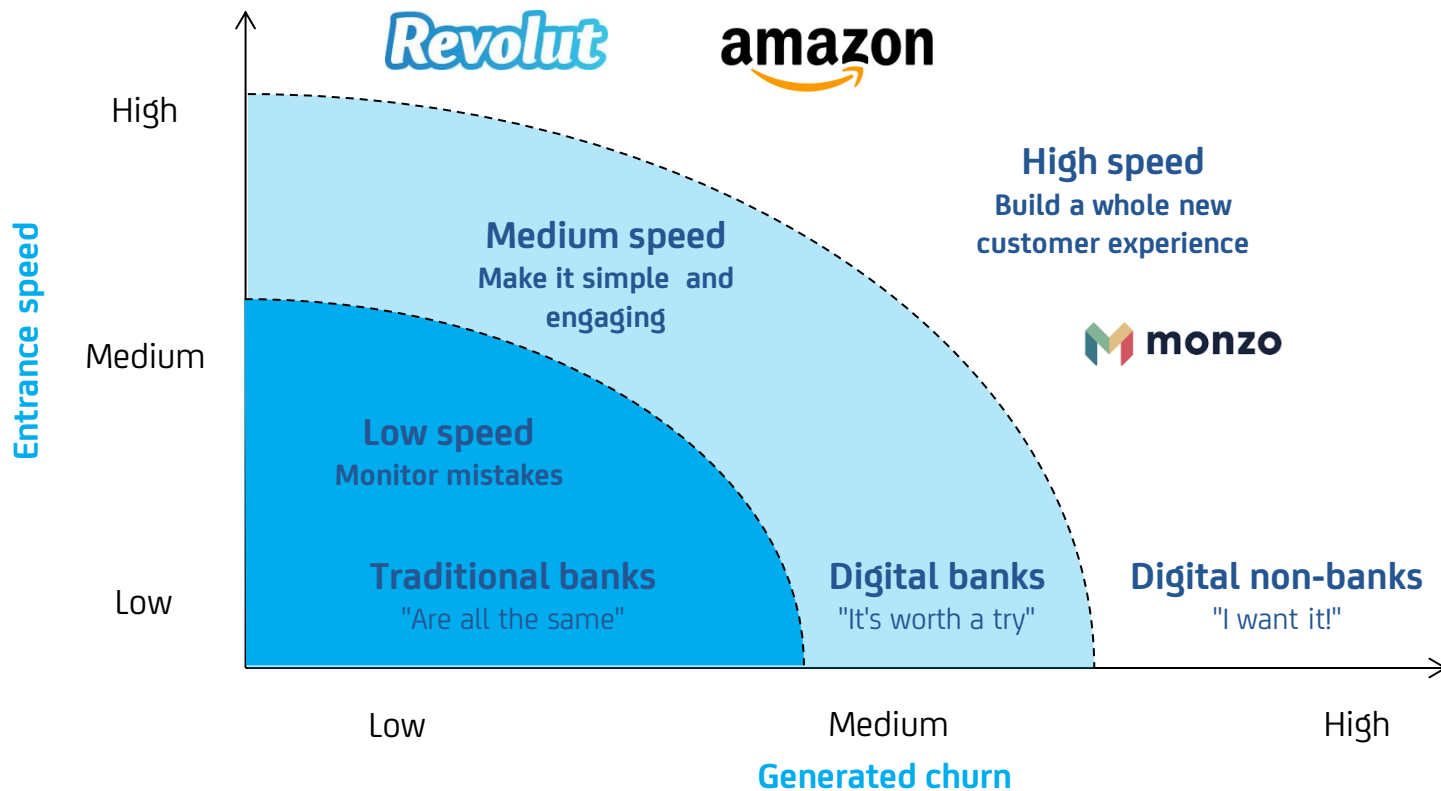 Revolut
amazon
High
High speed
Build a whole new
customer experience
Medium speed
Make it simple and
engaging
Entrance speed
Medium
monzo
Low speed
Monitor mistakes
Low
Traditional banks
"Are all the same"
Digital banks
"It's worth a try"
Digital non-banks
"I want it!"
Low
Medium
High
Generated churn